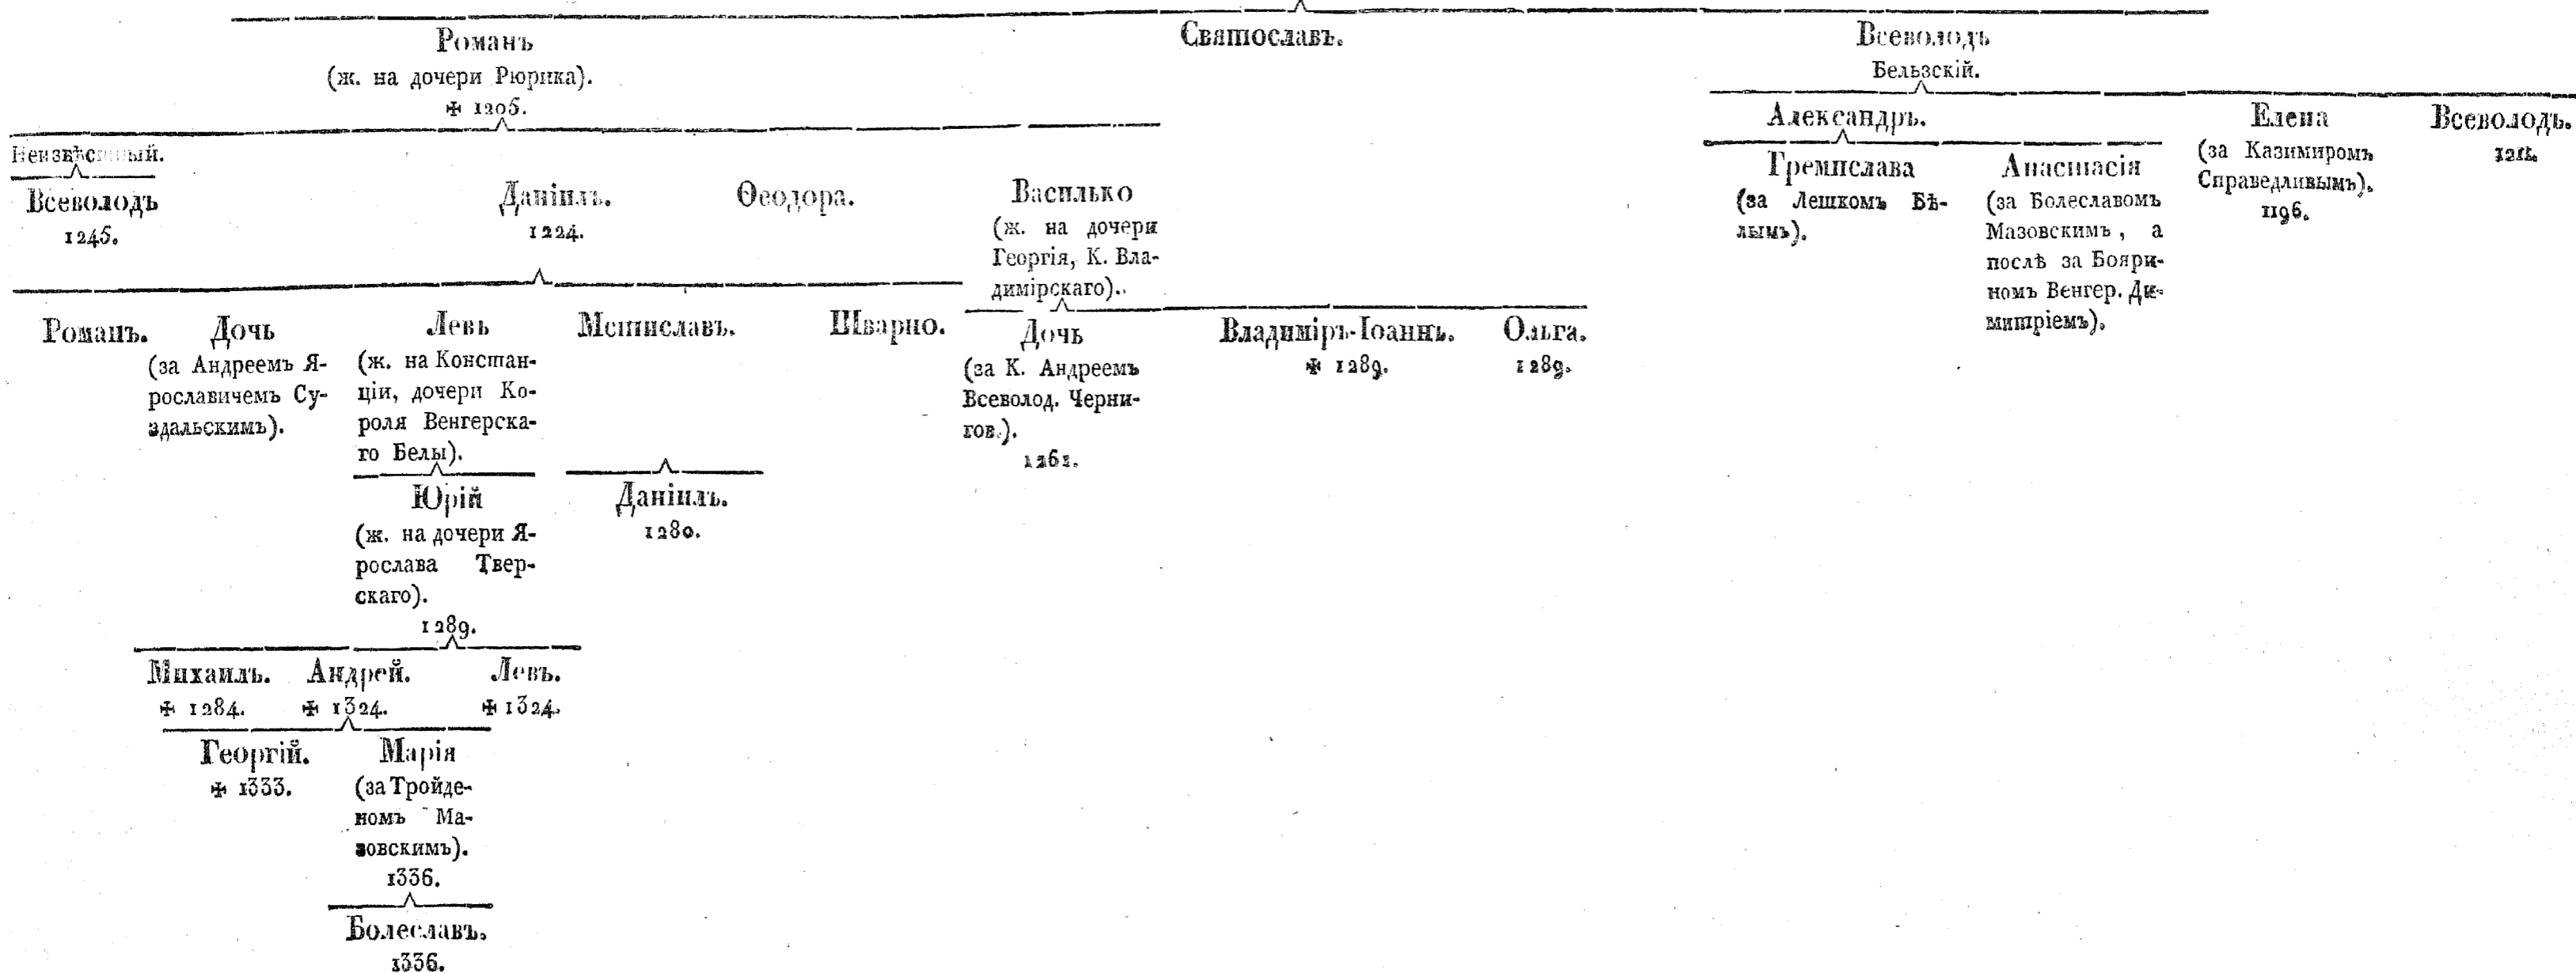 Романъ
(ж. на дочери Рюрика).
✠ 1205.
Святославъ.
Всеволодъ
Бельзскій.
Неизвѣстный.
Всеволодъ
1245.
Даніилъ.
1224.
Ѳеодора.
Василько
(ж. на дочери
Георгія, К. Вла-
димірскаго).
Александръ.
Гремислава
(за Лешкомъ Бѣ-
лымъ).
Анастасія
(за Болеславомъ
Мазовскимъ, а
послѣ за Бояри-
номъ Венгер. Ди-
митріемъ).
Елена
(за Казимиромъ
Справедливымъ).
1196.
Всеволодъ.
Романъ.
Дочь
(за Андреемъ Я-
рославичемъ Су-
здальскимъ).
Левъ
(ж. на Констан-
ціи, дочери Ко-
роля Венгерска-
го Белы).
Мстиславъ.
Шварно.
Дочь
(за К. Андреемъ
Всеволод. Черни-
гов.).
Владиміръ-Іоаннъ.
✠ 1289.
Ольга.
1289.
Юрій
(ж. на дочери Я-
рослава Твер-
скаго).
1289.
Даніилъ.
1280.
Михаилъ.
✠ 1284.
Андрей.
✠ 1324.
Левъ.
✠ 1324.
Георгій.
✠ 1333.
Марія
(за Тройде-
номъ Ма-
зовскимъ).
1336.
Болеславъ.
1336.